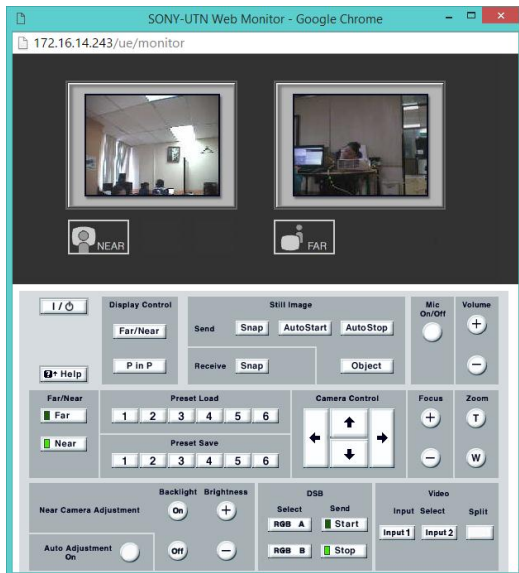 SONY-UTN Web Monitor - Google Chrome
172.16.14.243/ue/monitor
NEAR
FAR
I /
Display Control
Far/Near
P in P
Still Image
Send Snap AutoStart AutoStop
Receive Snap Object
Mic
On/Off
Volume
+
−
? Help
Far/Near
Far
Near
Preset Load
1 2 3 4 5 6
Preset Save
1 2 3 4 5 6
Camera Control
Focus
+
−
Zoom
T
W
Near Camera Adjustment
Backlight Brightness
On +
Off −
Auto Adjustment
On
DSB
Select Send
RGB A Start
RGB B Stop
Video
Input Select Split
Input 1 Input 2